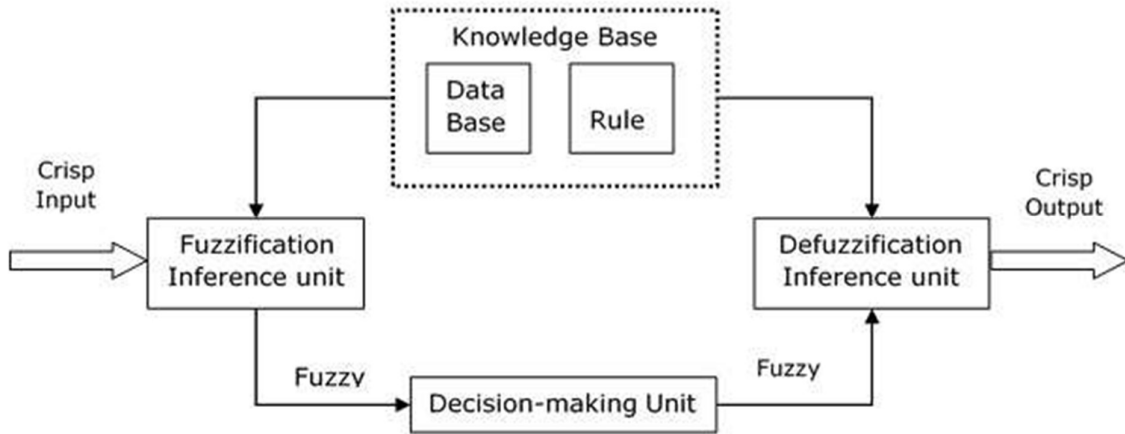 Knowledge Base
Data
Base
Rule
Crisp
Input
Crisp
Output
Fuzzification
Inference unit
Defuzzification
Inference unit
Fuzzy
Decision-making Unit
Fuzzy